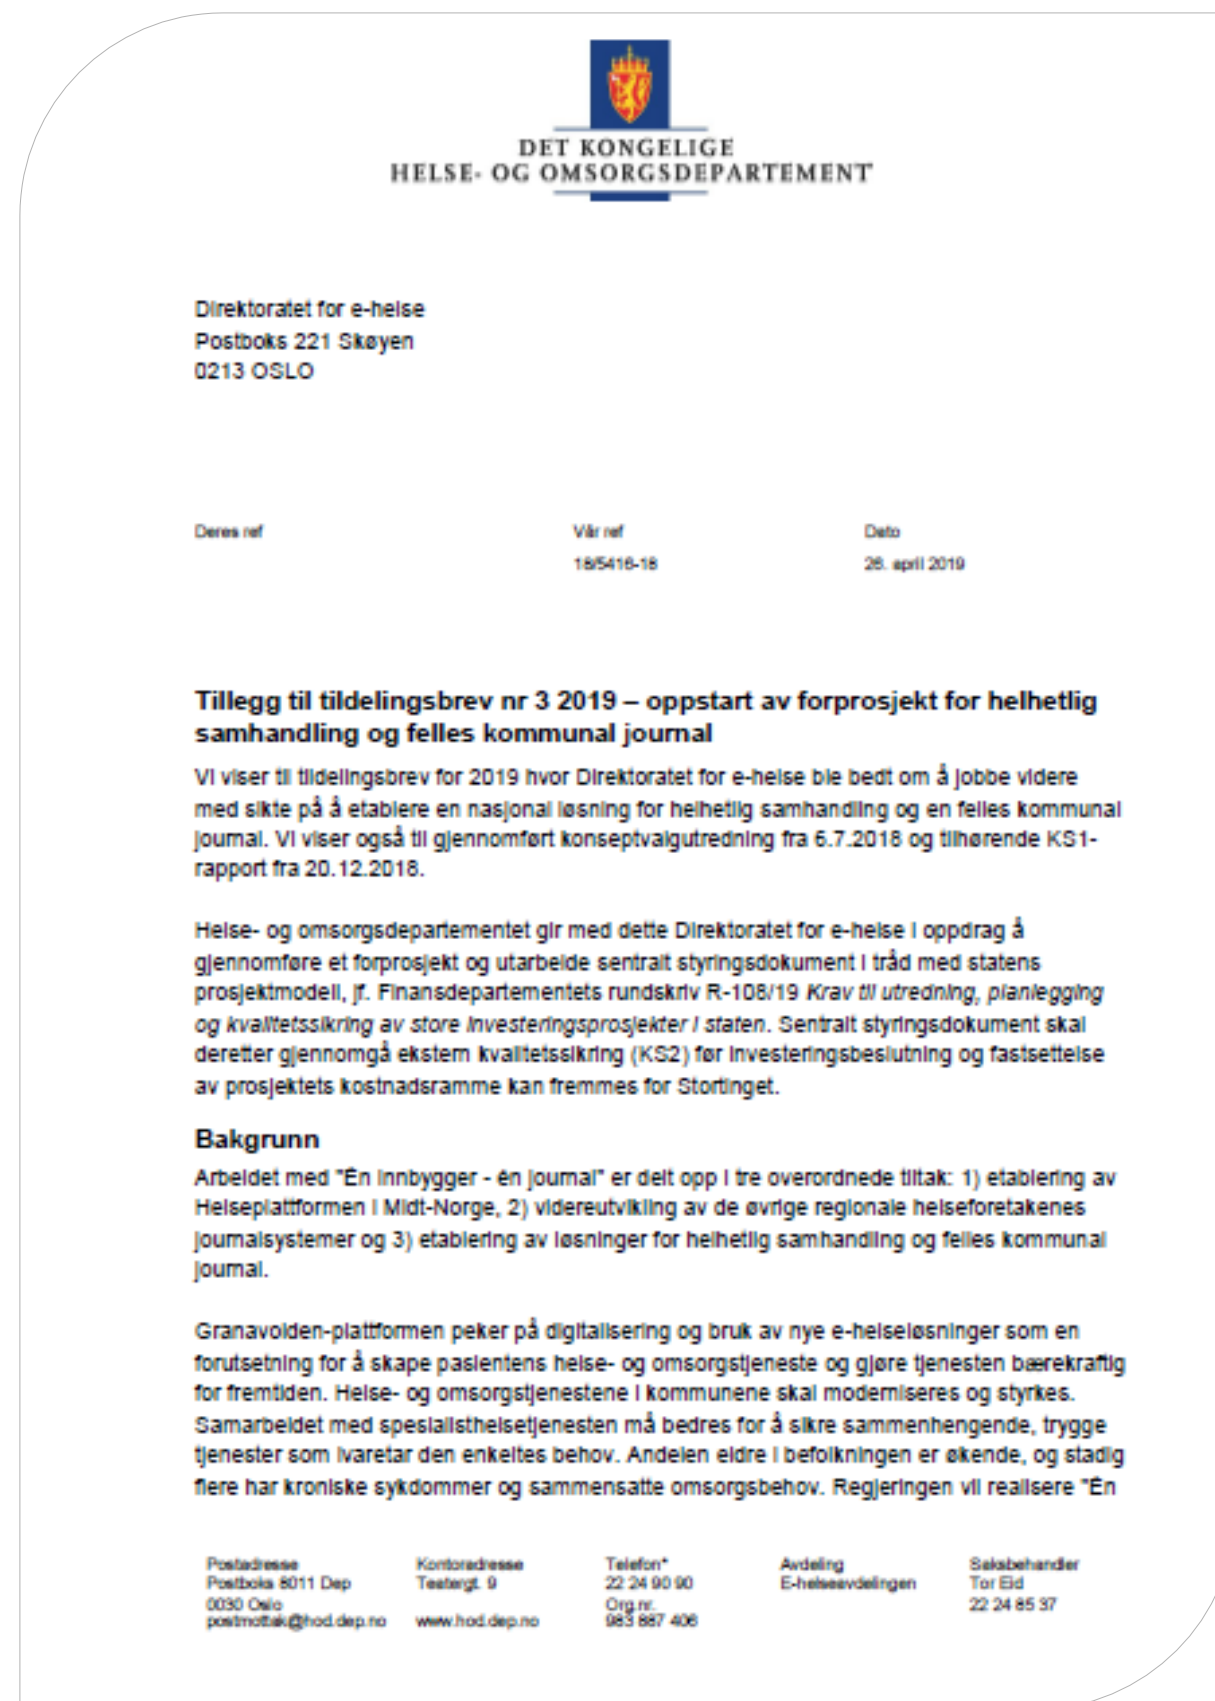 DET KONGELIGE
HELSE- OG OMSORGSDEPARTEMENT
Direktoratet for e-helse
Postboks 221 Skøyen
0213 OSLO
Deres ref
Vår ref
Dato
18/5416-18
26. april 2019
Tillegg til tildelingsbrev nr 3 2019 – oppstart av forprosjekt for helhetlig
samhandling og felles kommunal journal
Vi viser til tildelingsbrev for 2019 hvor Direktoratet for e-helse ble bedt om å jobbe videre
med sikte på å etablere en nasjonal løsning for helhetlig samhandling og en felles kommunal
journal. Vi viser også til gjennomført konseptvalgutredning fra 6.7.2018 og tilhørende KS1-
rapport fra 20.12.2018.
Helse- og omsorgsdepartementet gir med dette Direktoratet for e-helse i oppdrag å
gjennomføre et forprosjekt og utarbeide sentralt styringsdokument i tråd med statens
prosjektmodell, jf. Finansdepartementets rundskriv R-108/19 Krav til utredning, planlegging
og kvalitetssikring av store investeringsprosjekter i staten. Sentralt styringsdokument skal
deretter gjennomgå ekstern kvalitetssikring (KS2) før investeringsbeslutning og fastsettelse
av prosjektets kostnadsramme kan fremmes for Stortinget.
Bakgrunn
Arbeidet med "Én innbygger - én journal" er delt opp i tre overordnede tiltak: 1) etablering av
Helseplattformen i Midt-Norge, 2) videreutvikling av de øvrige regionale helseforetakenes
journalsystemer og 3) etablering av løsninger for helhetlig samhandling og felles kommunal
journal.
Granavolden-plattformen peker på digitalisering og bruk av nye e-helseløsninger som en
forutsetning for å skape pasientens helse- og omsorgstjeneste og gjøre tjenesten bærekraftig
for fremtiden. Helse- og omsorgstjenestene i kommunene skal moderniseres og styrkes.
Samarbeidet med spesialisthelsetjenesten må bedres for å sikre sammenhengende, trygge
tjenester som ivaretar den enkeltes behov. Andelen eldre i befolkningen er økende, og stadig
flere har kroniske sykdommer og sammensatte omsorgsbehov. Regjeringen vil realisere "Én
Postadresse
Postboks 8011 Dep
0030 Oslo
postmottak@hod.dep.no
Kontoradresse
Teatergt. 9
www.hod.dep.no
Telefon*
22 24 90 90
Org.nr.
983 887 406
Avdeling
E-helseavdelingen
Saksbehandler
Tor Eid
22 24 85 37